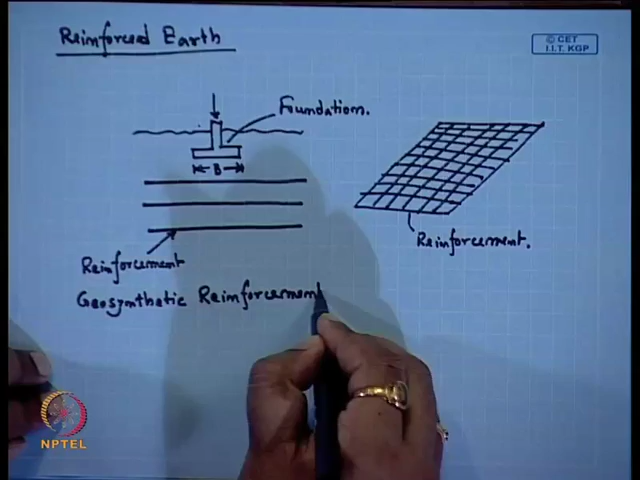 Reinforced Earth
© CET
I.I.T. KGP
Foundation.
B
Reinforcement.
Reinforcement
Geosynthetic Reinforcement
NPTEL